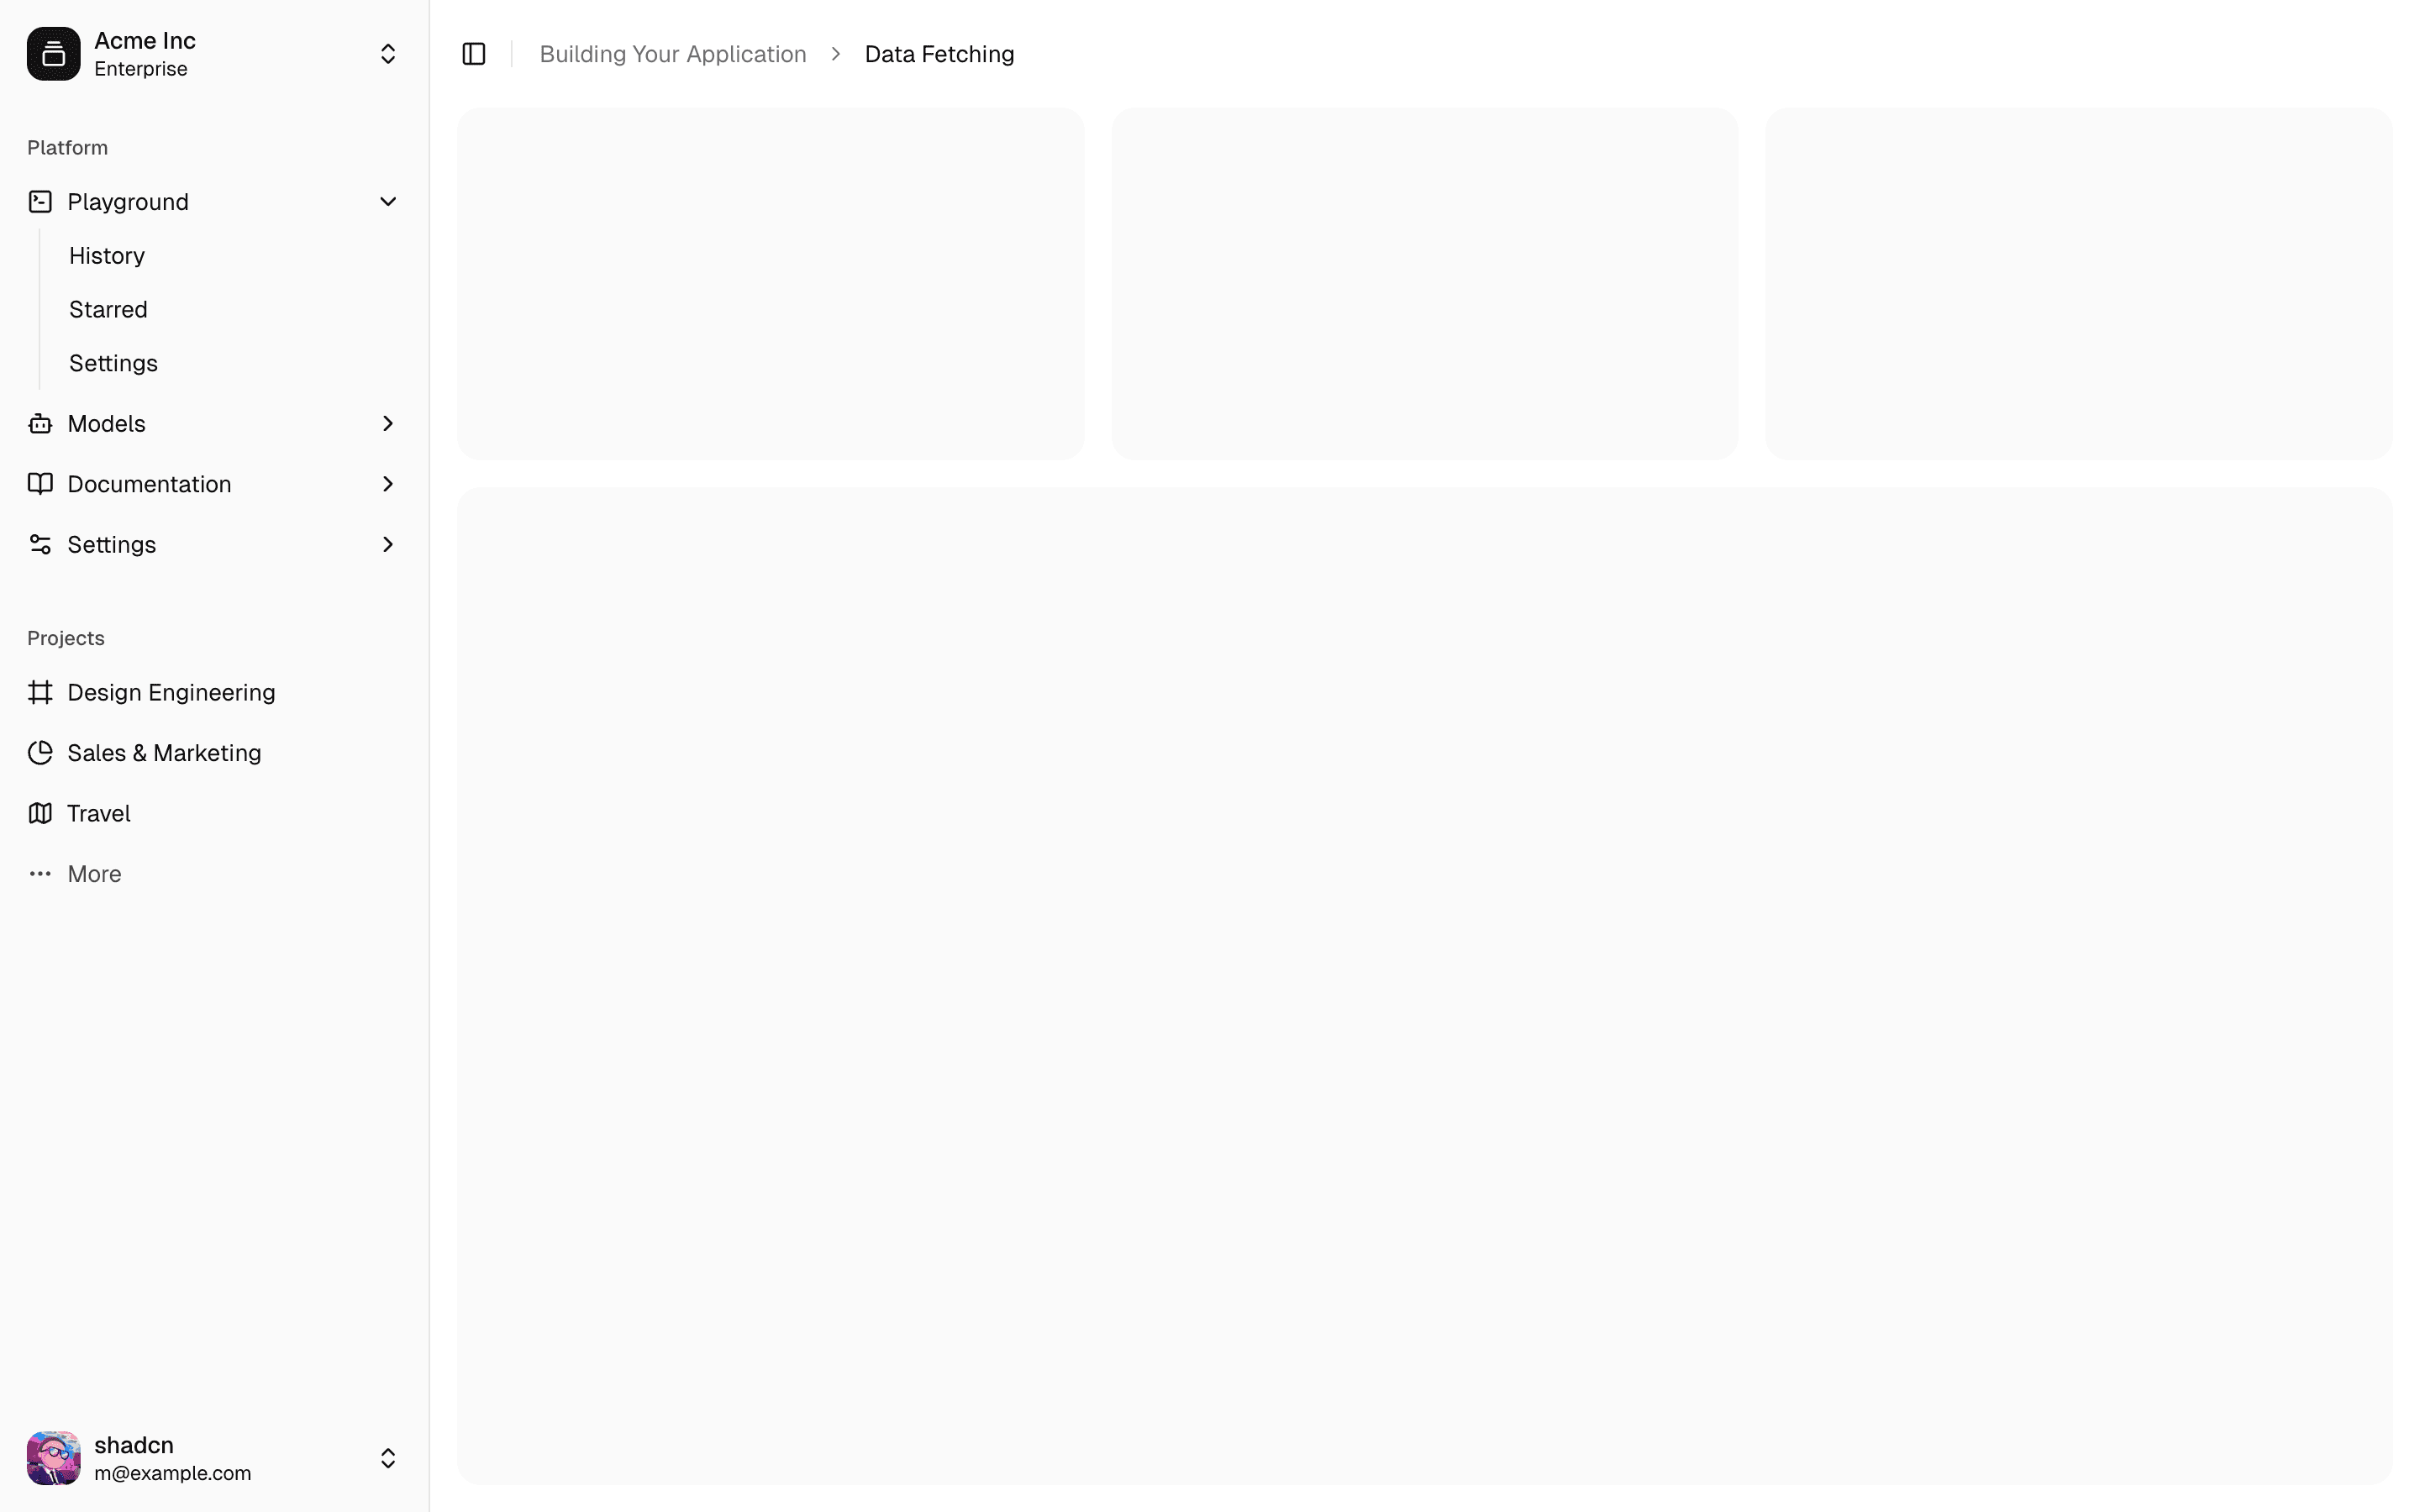 Acme Inc
Enterprise
Platform
Playground
History
Starred
Settings
Models
Documentation
Settings
Projects
Design Engineering
Sales & Marketing
Travel
More
shadcn
m@example.com
Building Your Application
Data Fetching